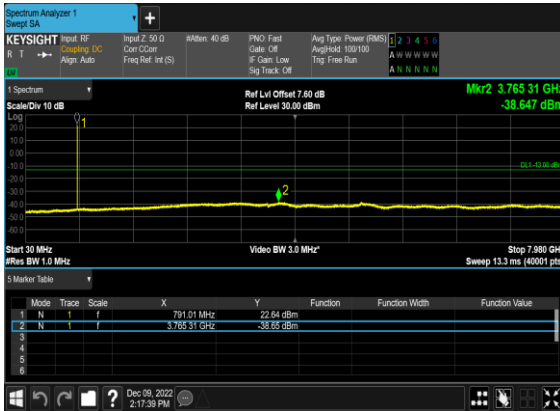 Spectrum Analyzer 1
Swept SA
+
KEYSIGHT Input: RF Input Z: 50 Ω #Atten: 40 dB PNO: Fast Avg Type: Power (RMS) 1 2 3 4 5 6
R T Coupling: DC Corr CCorr Gate: Off Avg|Hold: 100/100 A W W W W W
Align: Auto Freq Ref: Int (S) IF Gain: Low Trig: Free Run
Sig Track: Off A N N N N N
1 Spectrum Ref Lvl Offset 7.60 dB Mkr2 3.765 31 GHz
Scale/Div 10 dB Ref Level 30.00 dBm -38.647 dBm
Log
20.0
10.0
0.00
-10.0
-20.0
-30.0
-40.0
-50.0
-60.0
1
DL1 -13.00 dBm
2
Start 30 MHz Video BW 3.0 MHz* Stop 7.980 GH
#Res BW 1.0 MHz Sweep 13.3 ms (40001 pts
5 Marker Table
Mode Trace Scale X Y Function Function Width Function Value
1 N 1 f 791.01 MHz 22.64 dBm
2 N 1 f 3.765 31 GHz -38.65 dBm
3
4
5
6
? Dec 09, 2022
2:17:39 PM